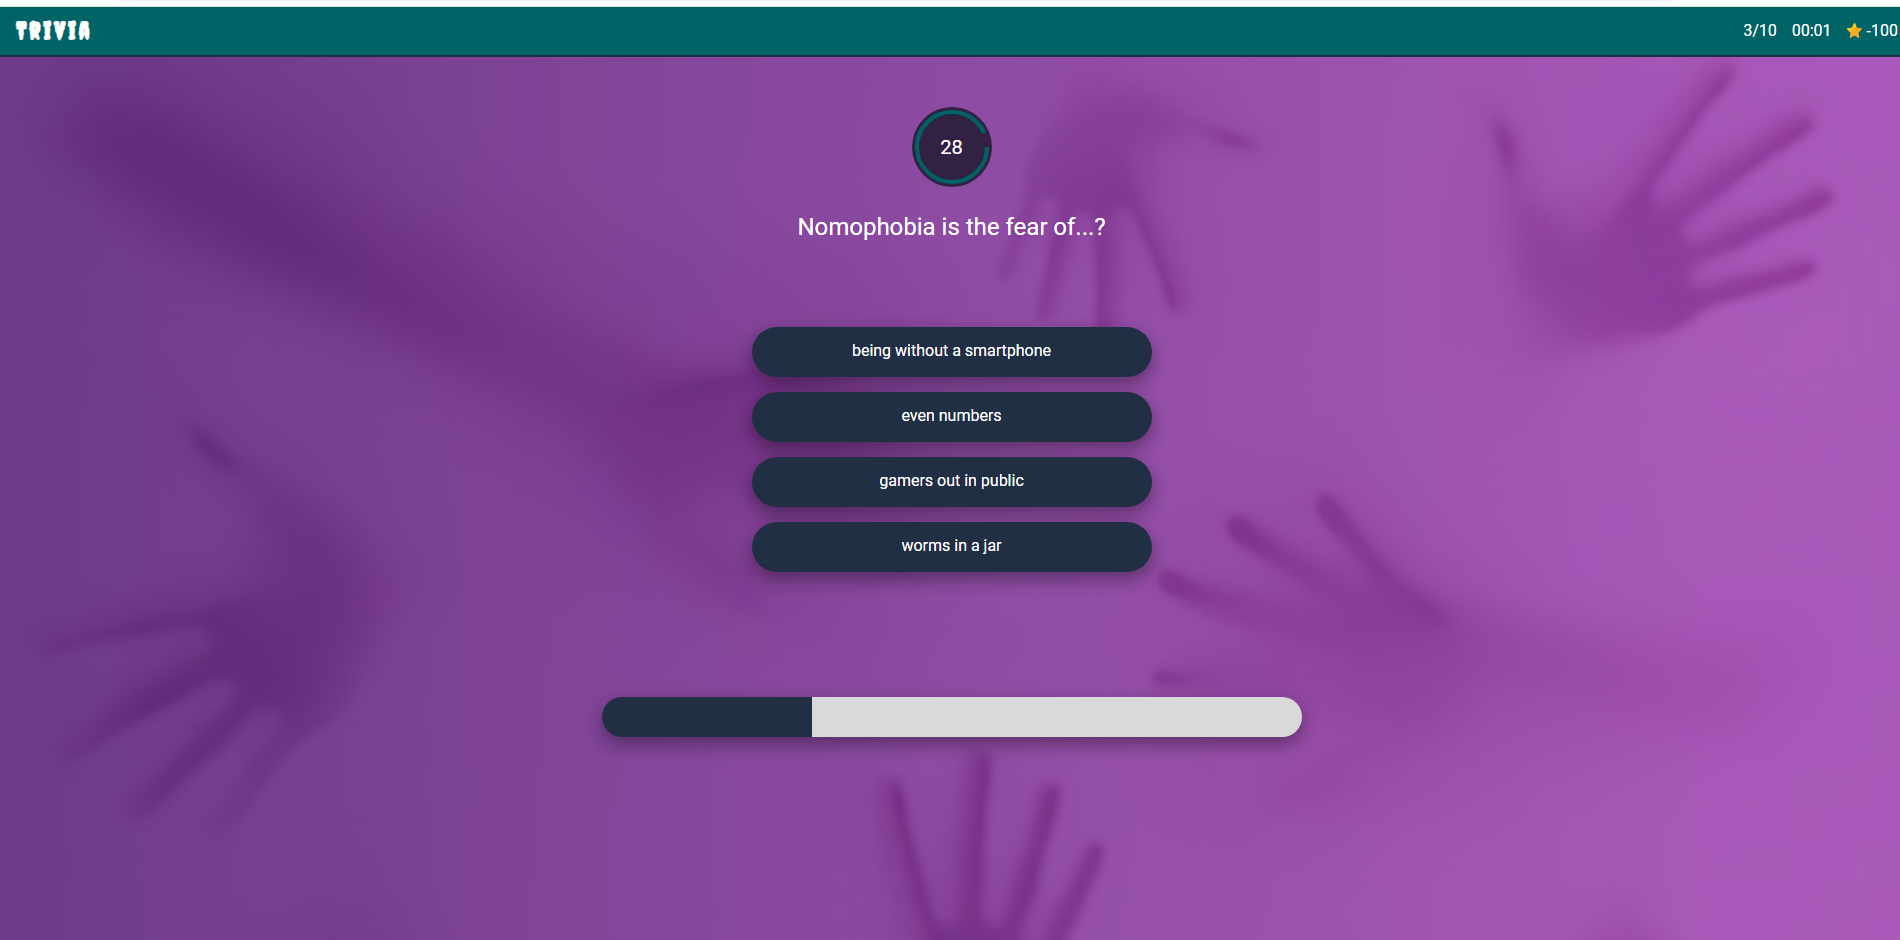 TRIVIA
3/10 00:01 -100
28
Nomophobia is the fear of...?
being without a smartphone
even numbers
gamers out in public
worms in a jar